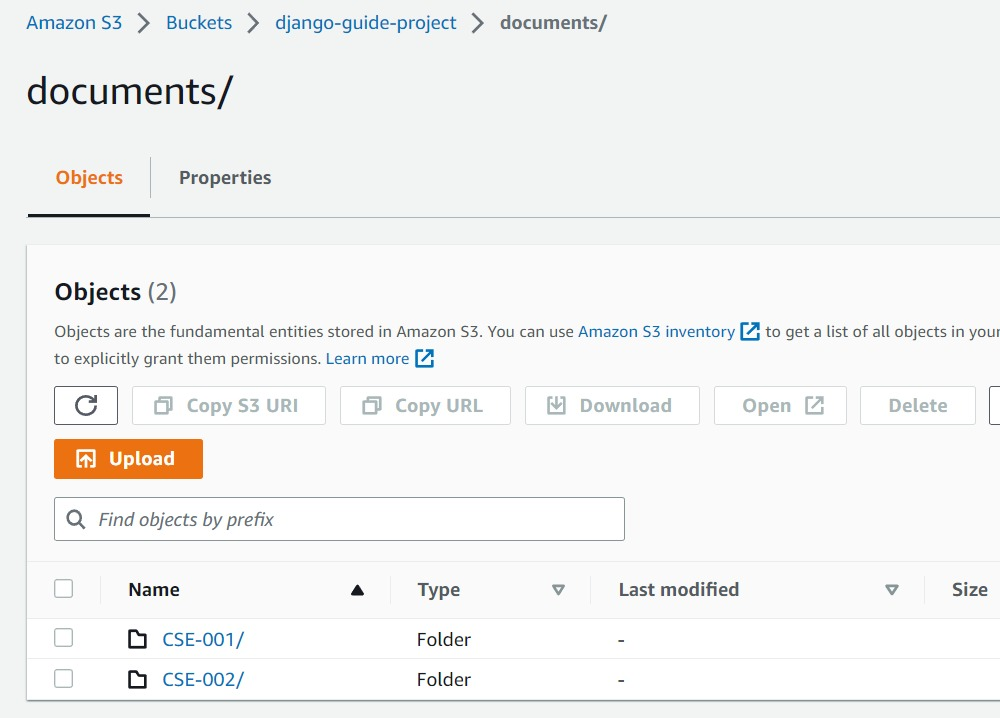 Amazon S3 > Buckets > django-guide-project > documents/
documents/
Objects Properties
Objects (2)
Objects are the fundamental entities stored in Amazon S3. You can use Amazon S3 inventory to get a list of all objects in your
to explicitly grant them permissions. Learn more
Copy S3 URI Copy URL Download Open Delete
Upload
Find objects by prefix
Name Type Last modified Size
CSE-001/ Folder -
CSE-002/ Folder -